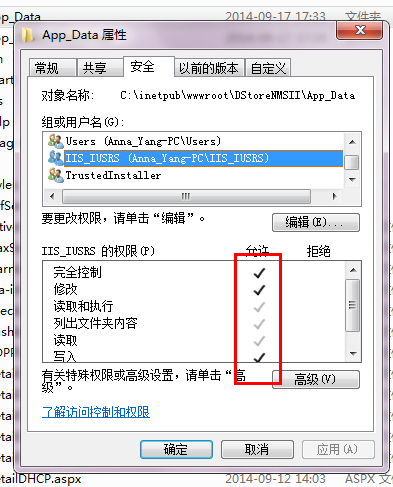 pp_Data
2014-09-17 17:33
文件夹
App_Data 属性
常规
共享
安全
以前的版本
自定义
对象名称:
C:\inetpub\wwwroot\DStoreNMSII\App_Data
组或用户名(G):
Users (Anna_Yang-PC\Users)
IIS_IUSRS (Anna_Yang-PC\IIS_IUSRS)
TrustedInstaller
要更改权限,请单击“编辑”。
编辑(E)...
IIS_IUSRS 的权限(P)
允许
拒绝
完全控制
修改
读取和执行
列出文件夹内容
读取
写入
有关特殊权限或高级设置,请单击“高
级”。
高级(V)
了解访问控制和权限
确定
取消
应用(A)
etailDHCP.aspx
2014-09-12 14:03
ASPX 文